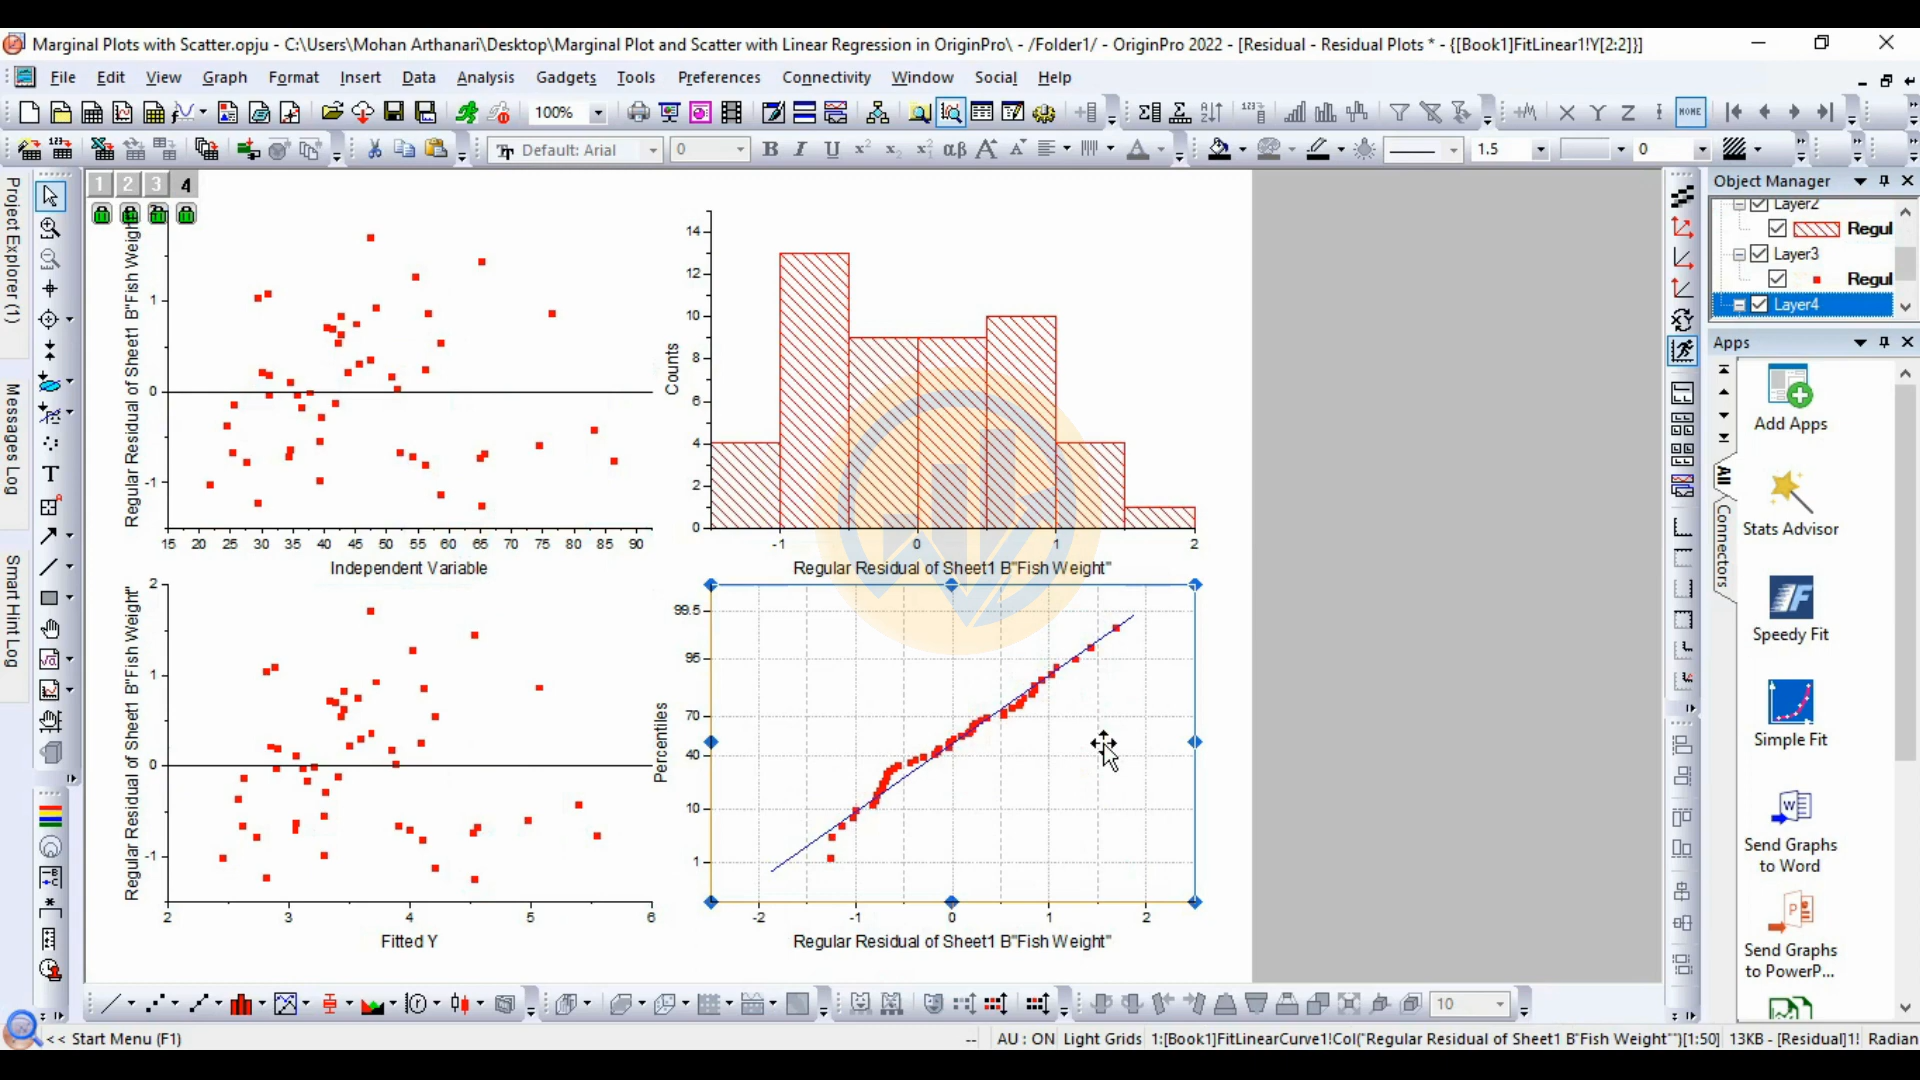 Marginal Plots with Scatter.opju - C:\Users\Mohan Arthanari\Desktop\Marginal Plot and Scatter with Linear Regression in OriginPro\ - /Folder1/ - OriginPro 2022 - [Residual - Residual Plots * - {[Book1]FitLinear1!Y[2:2]}]
File Edit View Graph Format Insert Data Analysis Gadgets Tools Preferences Connectivity Window Social Help
100%
Default: Arial 0 B I U αβ A 1.5 0
Object Manager
Layer2
Regul
Layer3
Regul
Layer4
Apps
Add Apps
Stats Advisor
Speedy Fit
Simple Fit
Send Graphs
to Word
Send Graphs
to PowerP...
All
Connectors
Project Explorer (1)
Messages Log
Smart Hint Log
1 2 3 4
Regular Residual of Sheet1 B"Fish Weigh
1
0
-1
15 20 25 30 35 40 45 50 55 60 65 70 75 80 85 90
Independent Variable
Counts
14
12
10
8
6
4
2
0
-1 0 1 2
Regular Residual of Sheet1 B"Fish Weight"
Regular Residual of Sheet1 B"Fish Weight"
2
1
0
-1
2 3 4 5 6
Fitted Y
Percentiles
99.5
95
70
40
10
1
-2 -1 0 1 2
Regular Residual of Sheet1 B"Fish Weight"
10
<< Start Menu (F1)
-- AU : ON Light Grids 1:[Book1]FitLinearCurve1!Col("Regular Residual of Sheet1 B"Fish Weight"")[1:50] 13KB - [Residual]1! Radian